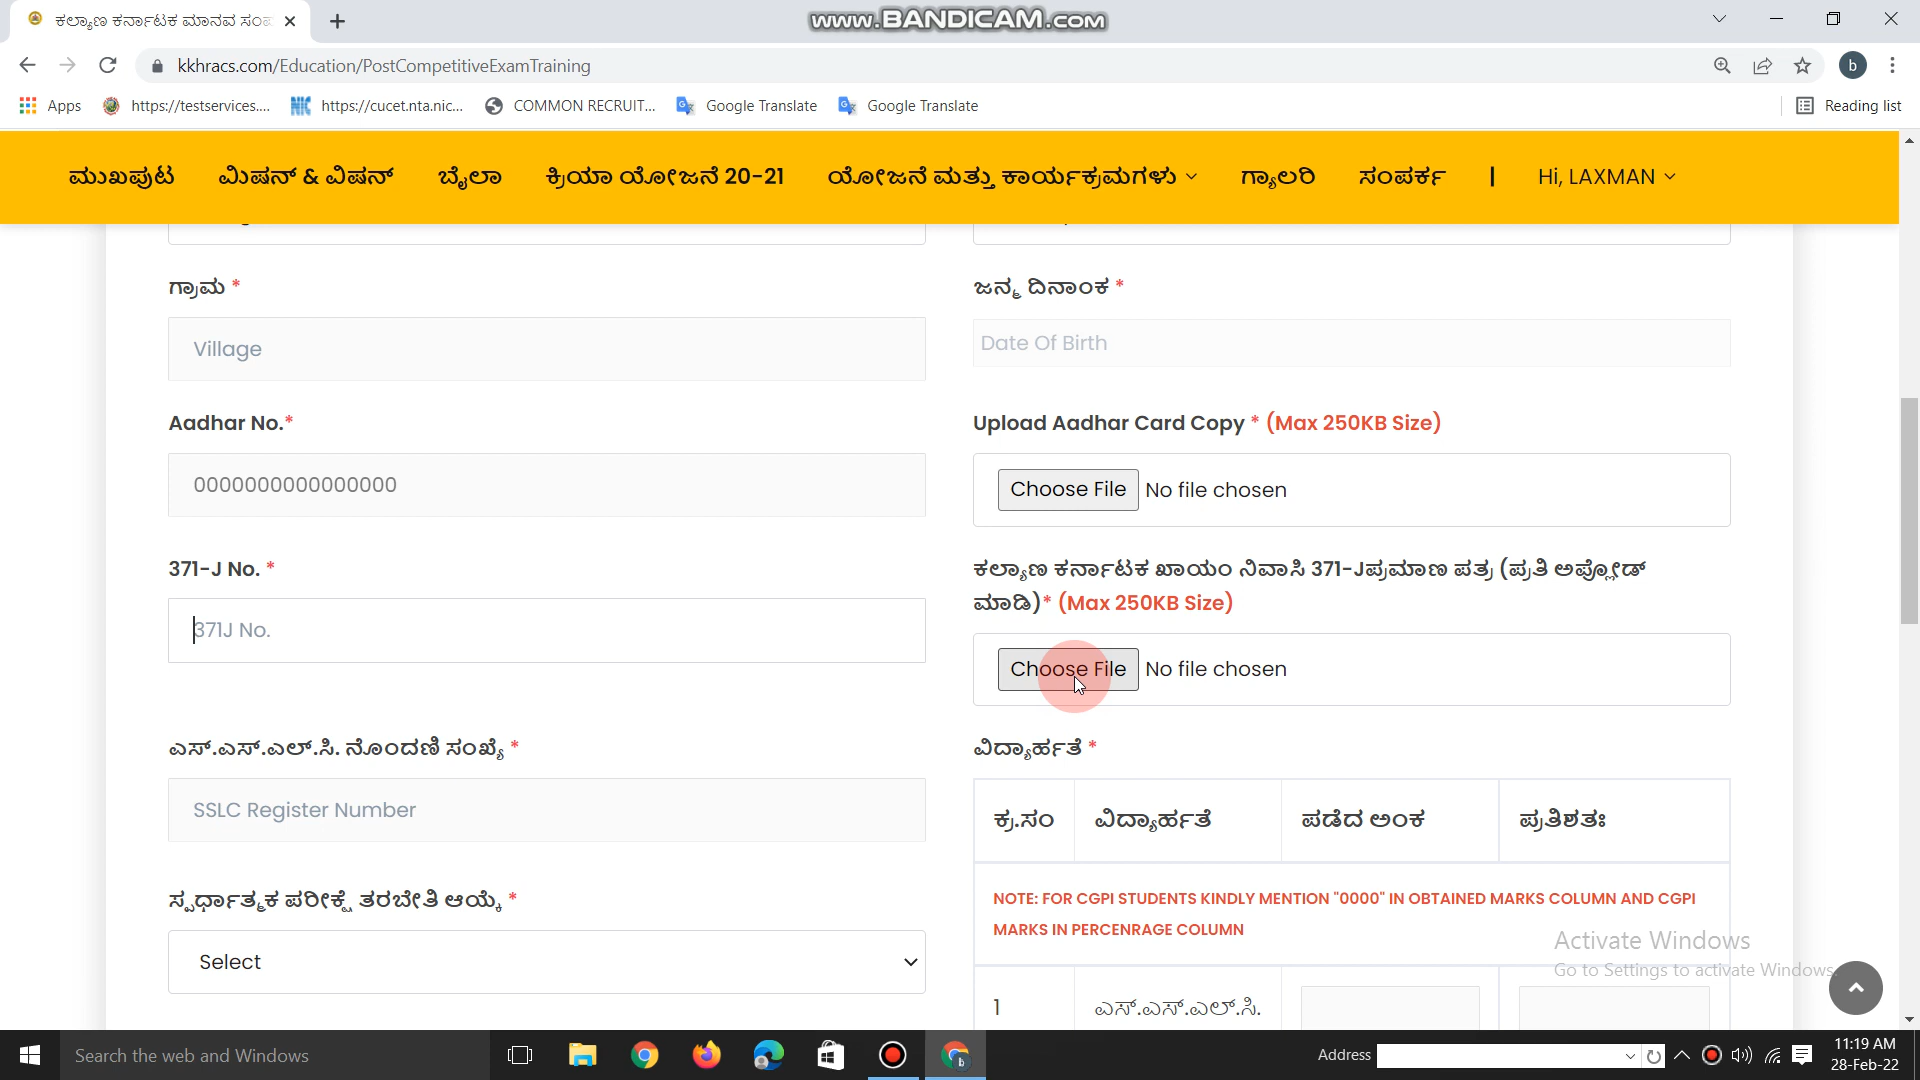 ಕಲ್ಯಾಣ ಕರ್ನಾಟಕ ಮಾನವ ಸಂಪ
www.BANDICAM.com
kkhracs.com/Education/PostCompetitiveExamTraining
b
Apps https://testservices.... https://cucet.nta.nic... COMMON RECRUIT... Google Translate Google Translate Reading list
ಮುಖಪುಟ ಮಿಷನ್ & ವಿಷನ್ ಬೈಲಾ ಕ್ರಿಯಾ ಯೋಜನೆ 20-21 ಯೋಜನೆ ಮತ್ತು ಕಾರ್ಯಕ್ರಮಗಳು ಗ್ಯಾಲರಿ ಸಂಪರ್ಕ | Hi, LAXMAN
ಗ್ರಾಮ * ಜನ್ಮ ದಿನಾಂಕ *
Village Date Of Birth
Aadhar No.* Upload Aadhar Card Copy * (Max 250KB Size)
0000000000000000 Choose File No file chosen
371-J No. * ಕಲ್ಯಾಣ ಕರ್ನಾಟಕ ಖಾಯಂ ನಿವಾಸಿ 371-Jಪ್ರಮಾಣ ಪತ್ರ (ಪ್ರತಿ ಅಪ್ಲೋಡ್
ಮಾಡಿ)* (Max 250KB Size)
371J No. Choose File No file chosen
ಎಸ್.ಎಸ್.ಎಲ್.ಸಿ. ನೊಂದಣಿ ಸಂಖ್ಯೆ * ವಿದ್ಯಾರ್ಹತೆ *
SSLC Register Number ಕ್ರ.ಸಂ ವಿದ್ಯಾರ್ಹತೆ ಪಡೆದ ಅಂಕ ಪ್ರತಿಶತಃ
ಸ್ಪರ್ಧಾತ್ಮಕ ಪರೀಕ್ಷೆ ತರಬೇತಿ ಆಯ್ಕೆ * NOTE: FOR CGPI STUDENTS KINDLY MENTION "0000" IN OBTAINED MARKS COLUMN AND CGPI
MARKS IN PERCENRAGE COLUMN
Activate Windows
Go to Settings to activate Windows.
Select
1 ಎಸ್.ಎಸ್.ಎಲ್.ಸಿ.
Search the web and Windows Address 11:19 AM
28-Feb-22